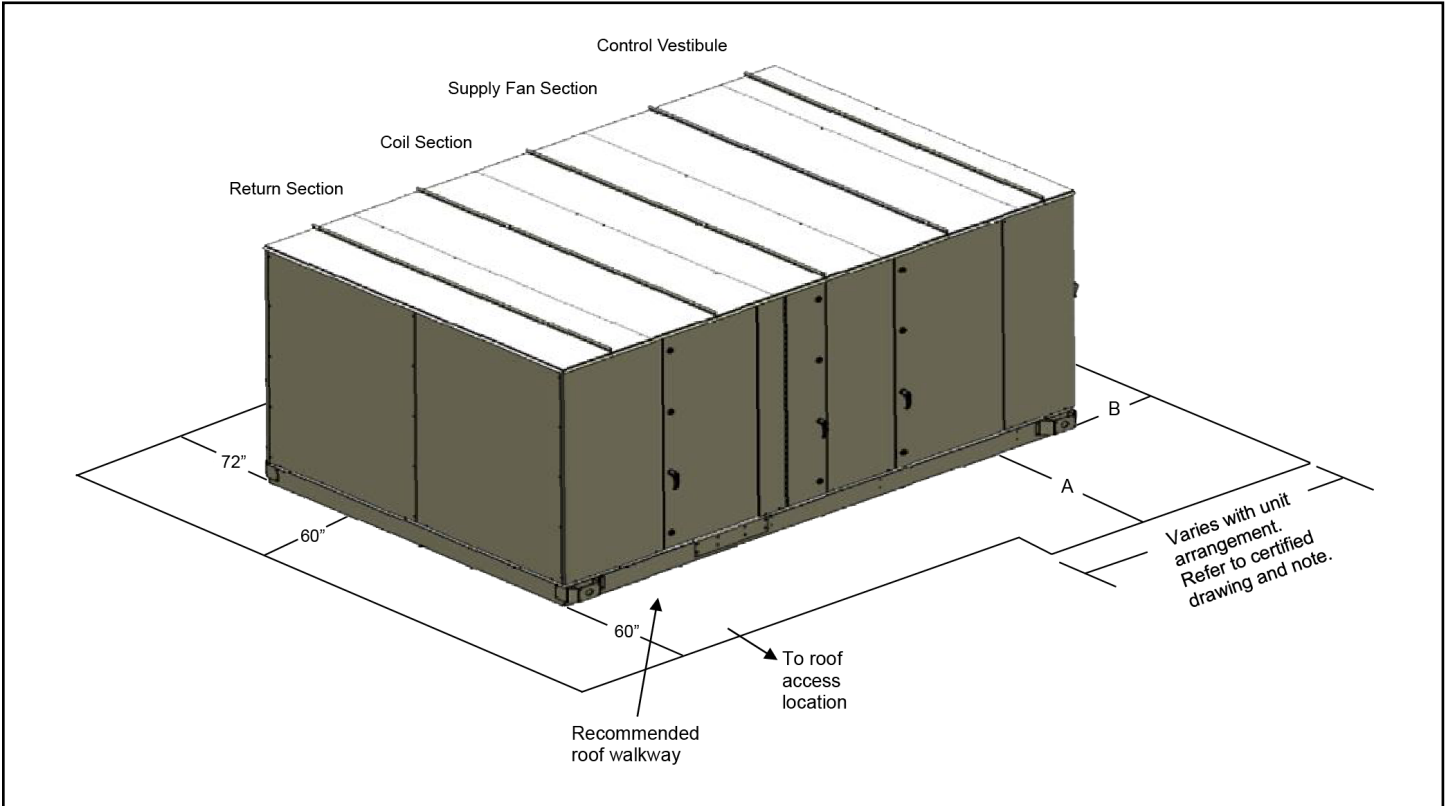 Control Vestibule
Supply Fan Section
Coil Section
Return Section
72”
60”
60”
A
B
Varies with unit
arrangement.
Refer to certified
drawing and note.
To roof
access
location
Recommended
roof walkway